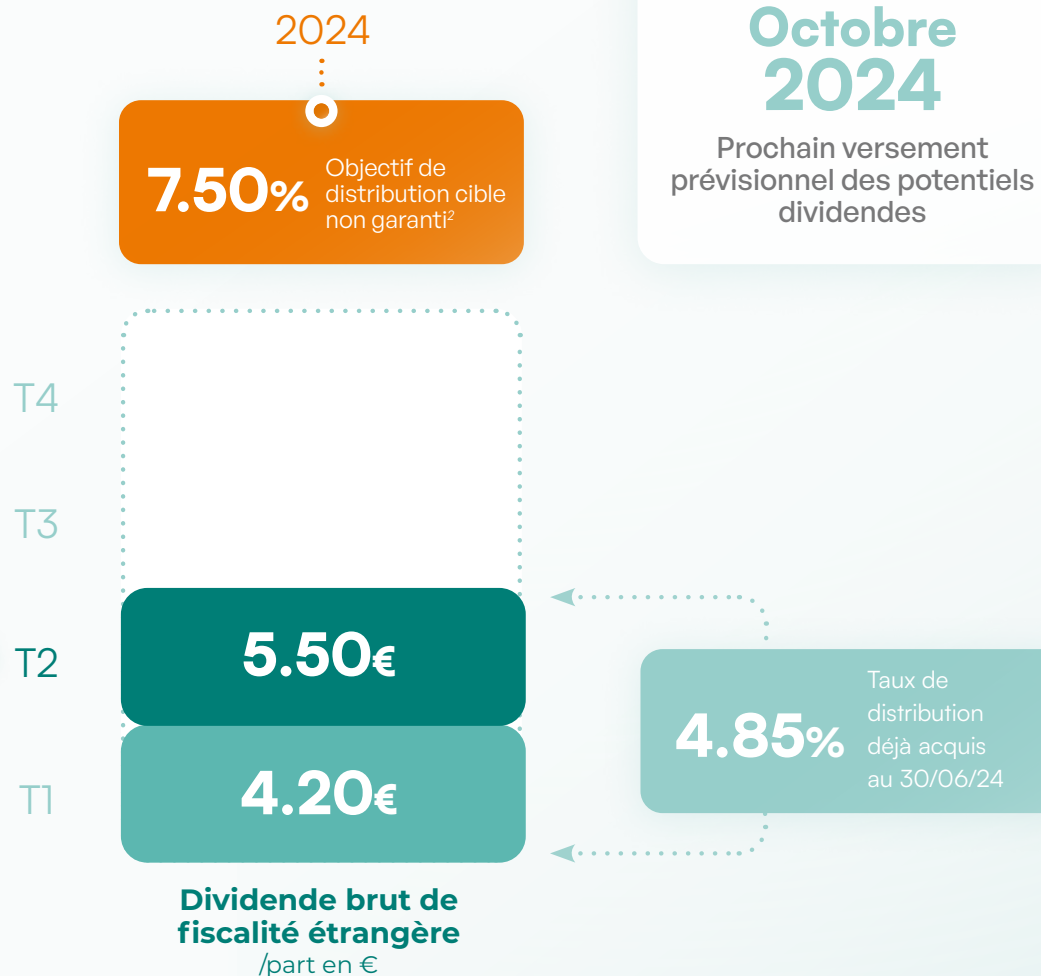 2024
7.50%
Objectif de
distribution cible
non garanti²
Octobre
2024
Prochain versement
prévisionnel des potentiels
dividendes
T4
T3
T2
5.50€
T1
4.20€
4.85%
Taux de
distribution
déjà acquis
au 30/06/24
Dividende brut de
fiscalité étrangère
/part en €